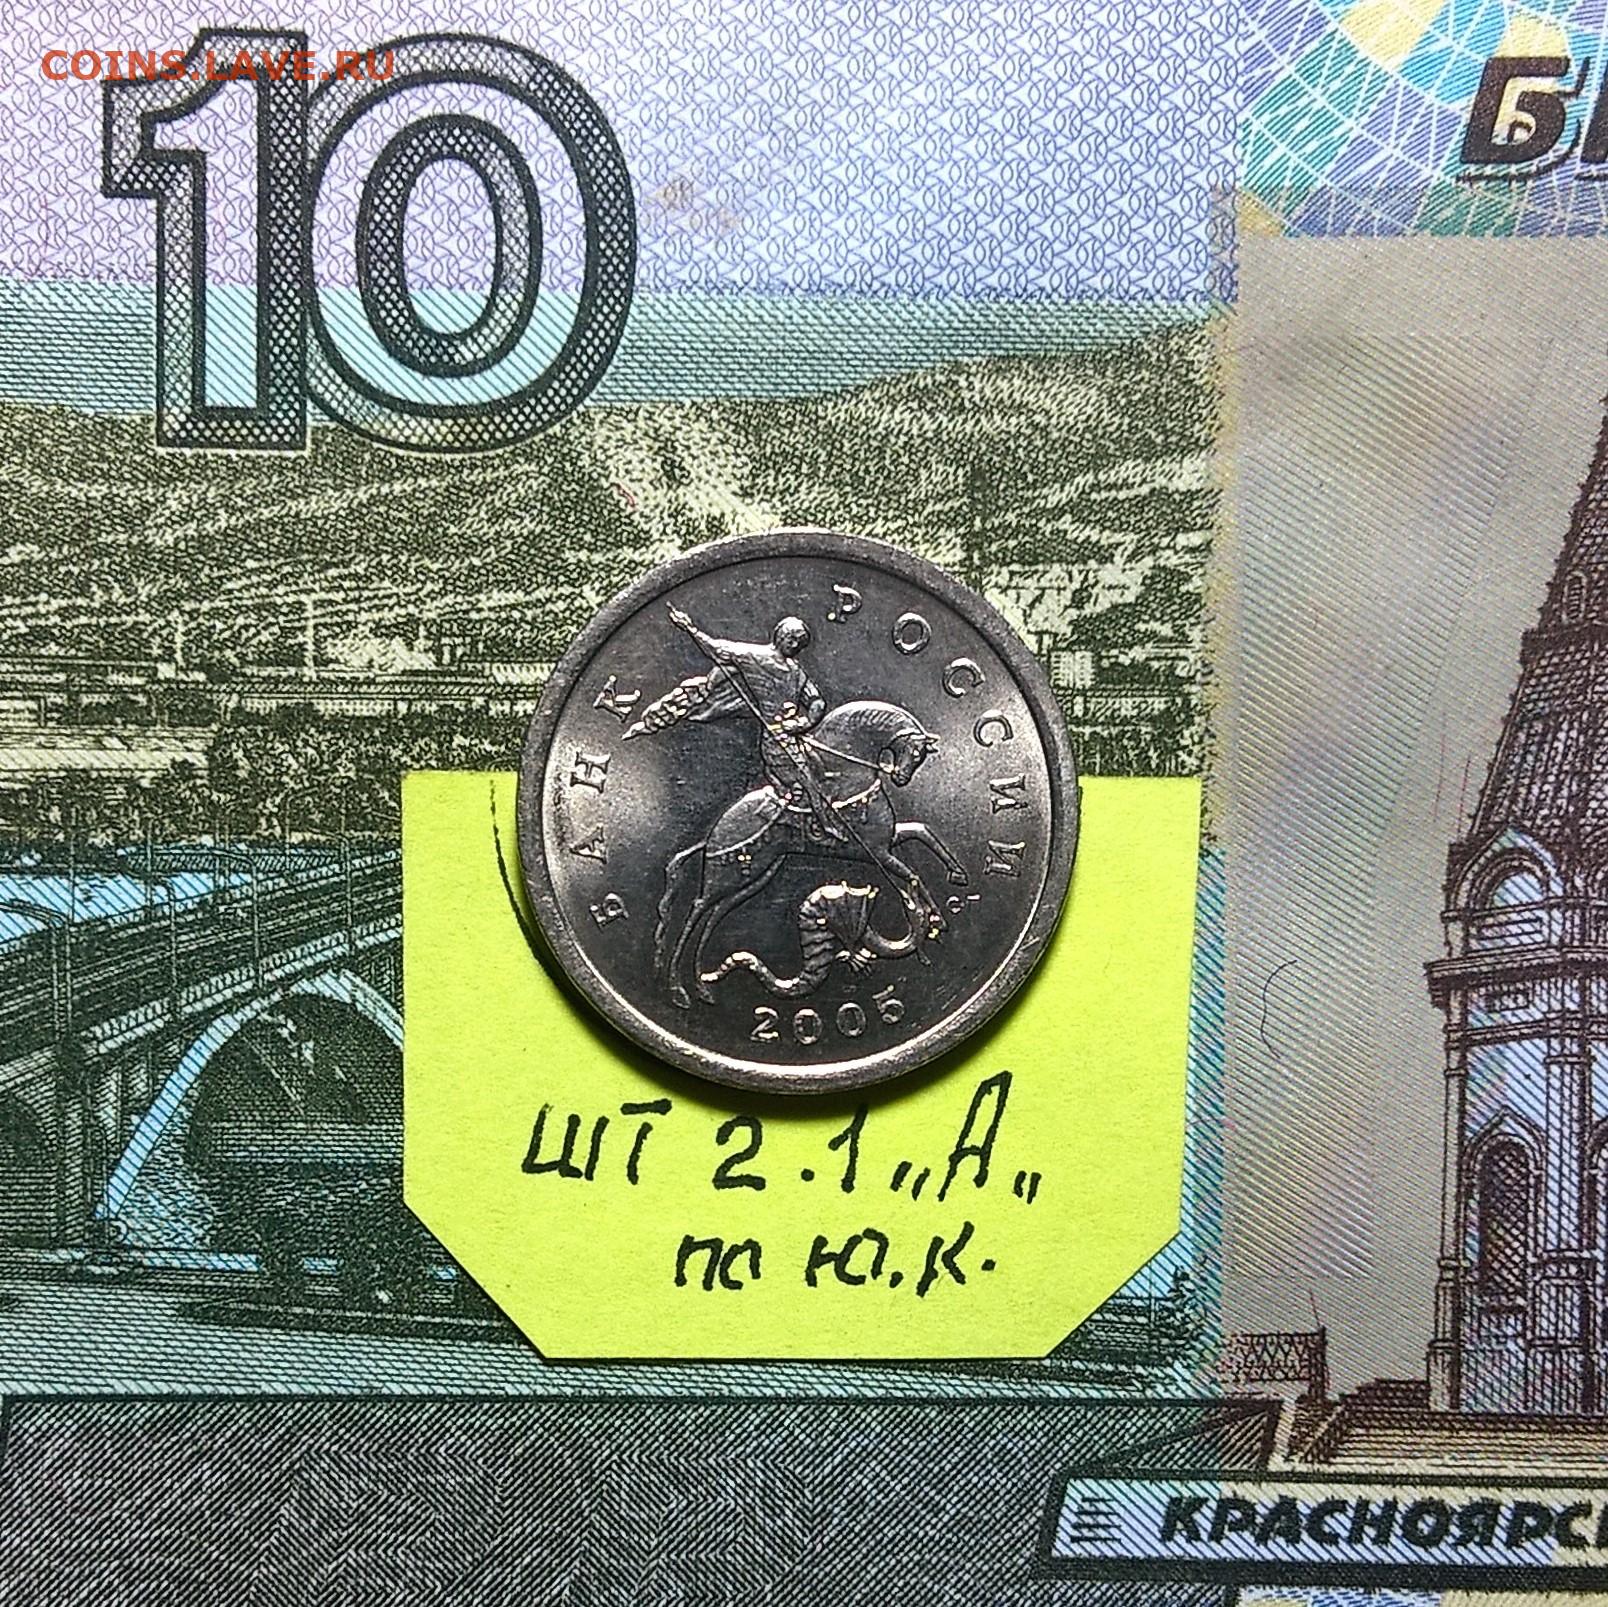 COINS.LAVE.RU
10
БАНК РОССИИ
2005
шт 2.1 „А„
по Ю.К.
КРАСНОЯРС